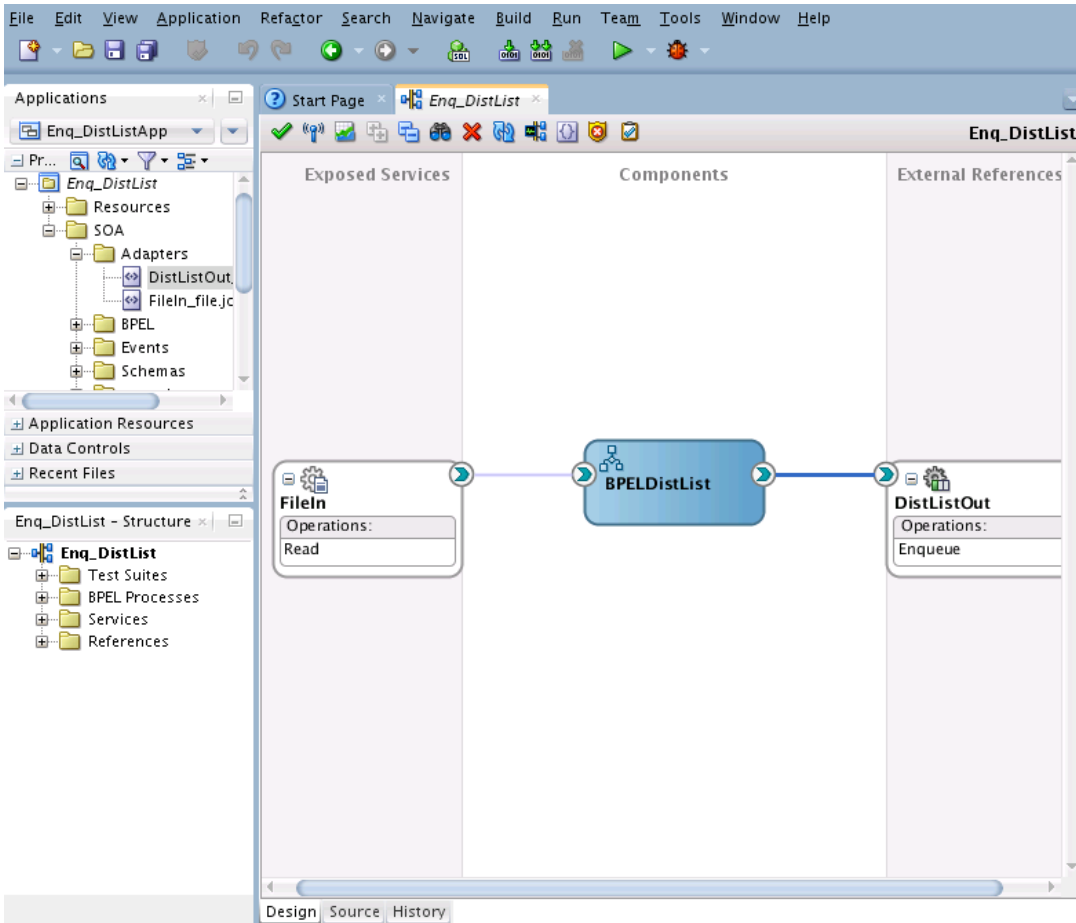 File Edit View Application Refactor Search Navigate Build Run Team Tools Window Help
Applications
Start Page
Enq_DistList
Enq_DistListApp
Enq_DistList
Pr...
Enq_DistList
Resources
SOA
Adapters
DistListOut_
FileIn_file.jc
BPEL
Events
Schemas
Application Resources
Data Controls
Recent Files
Enq_DistList - Structure
Enq_DistList
Test Suites
BPEL Processes
Services
References
Exposed Services
Components
External References
FileIn
Operations:
Read
BPELDistList
DistListOut
Operations:
Enqueue
Design Source History